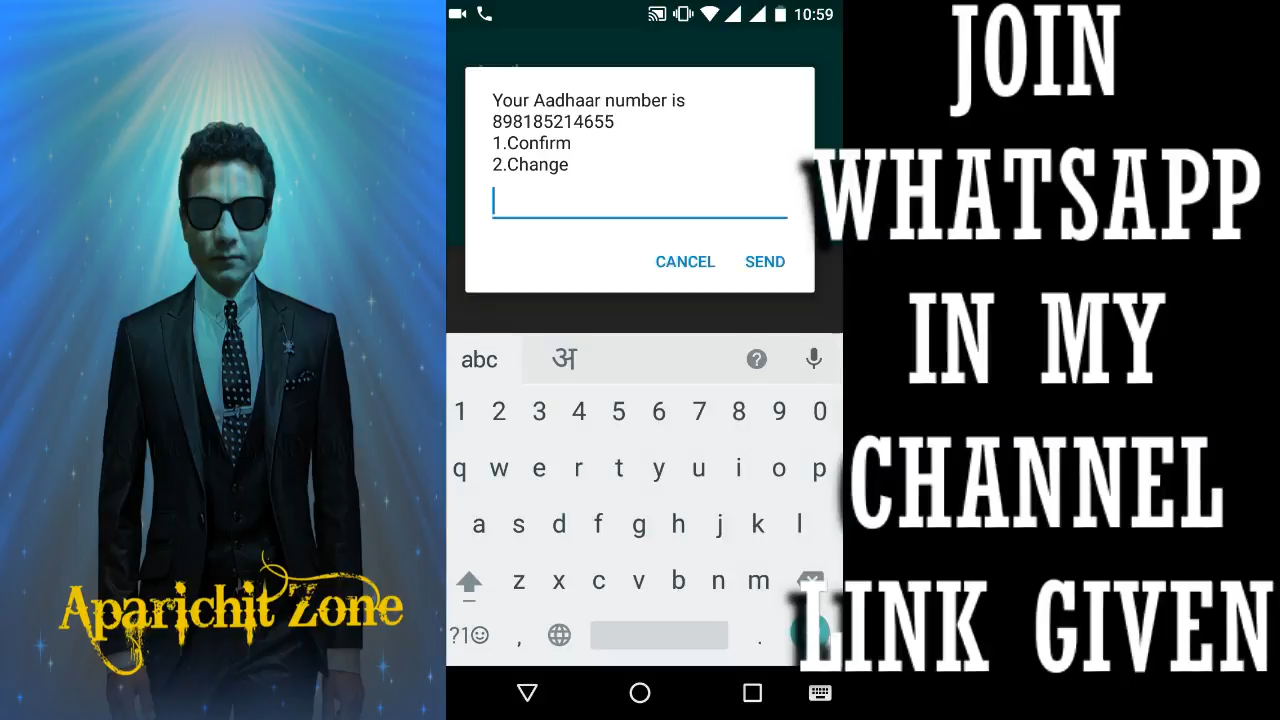 Aparichit Zone
10:59
Your Aadhaar number is
898185214655
1.Confirm
2.Change
CANCEL SEND
abc अ
1 2 3 4 5 6 7 8 9 0
q w e r t y u i o p
a s d f g h j k l
z x c v b n m
?1 , .
JOIN
WHATSAPP
IN MY
CHANNEL
LINK GIVEN